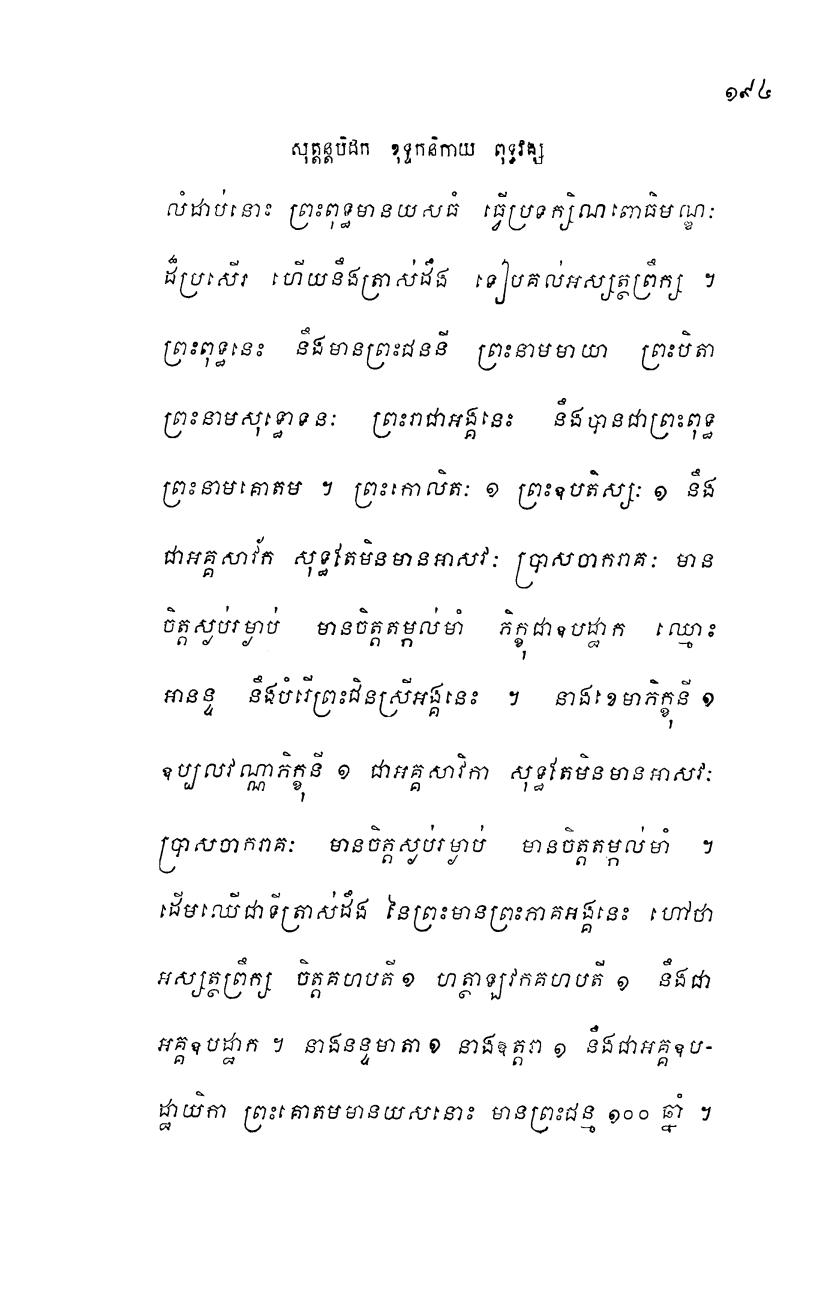 ១៩៤
សុត្តន្តបិដក ខុទ្ទកនិកាយ ពុទ្ធវង្ស
លំដាប់នោះ ព្រះពុទ្ធមានយសធំ ធ្វើប្រទក្សិណពោធិមណ្ឌៈ
ដ៏ប្រសើរ ហើយនឹងត្រាស់ដឹង ទៀបគល់អស្សត្ថព្រឹក្ស ។
ព្រះពុទ្ធនេះ នឹងមានព្រះជននី ព្រះនាមមាយា ព្រះបិតា
ព្រះនាមសុទ្ធោទនៈ ព្រះរាជាអង្គនេះ នឹងបានជាព្រះពុទ្ធ
ព្រះនាមគោតម ។ ព្រះកោលិតៈ ១ ព្រះឧបតិស្សៈ ១ នឹង
ជាអគ្គសាវ័ក សុទ្ធតែមិនមានអាសវៈ ប្រាសចាករាគៈ មាន
ចិត្តស្ងប់រម្ងាប់ មានចិត្តតម្កល់មាំ ភិក្ខុជាឧបដ្ឋាក ឈ្មោះ
អានន្ទ នឹងបំរើព្រះជិនស្រីអង្គនេះ ។ នាងខេមាភិក្ខុនី ១
ឧប្បលវណ្ណាភិក្ខុនី ១ ជាអគ្គសាវិកា សុទ្ធតែមិនមានអាសវៈ
ប្រាសចាករាគៈ មានចិត្តស្ងប់រម្ងាប់ មានចិត្តតម្កល់មាំ ។
ដើមឈើជាទីត្រាស់ដឹង នៃព្រះមានព្រះភាគអង្គនេះ ហៅថា
អស្សត្ថព្រឹក្ស ចិត្តគហបតី ១ ហត្ថាឡវកគហបតី ១ នឹងជា
អគ្គឧបដ្ឋាក ។ នាងនន្ទមាតា ១ នាងឧត្តរា ១ នឹងជាអគ្គឧប-
ដ្ឋាយិកា ព្រះគោតមមានយសនោះ មានព្រះជន្ម ១០០ ឆ្នាំ ។